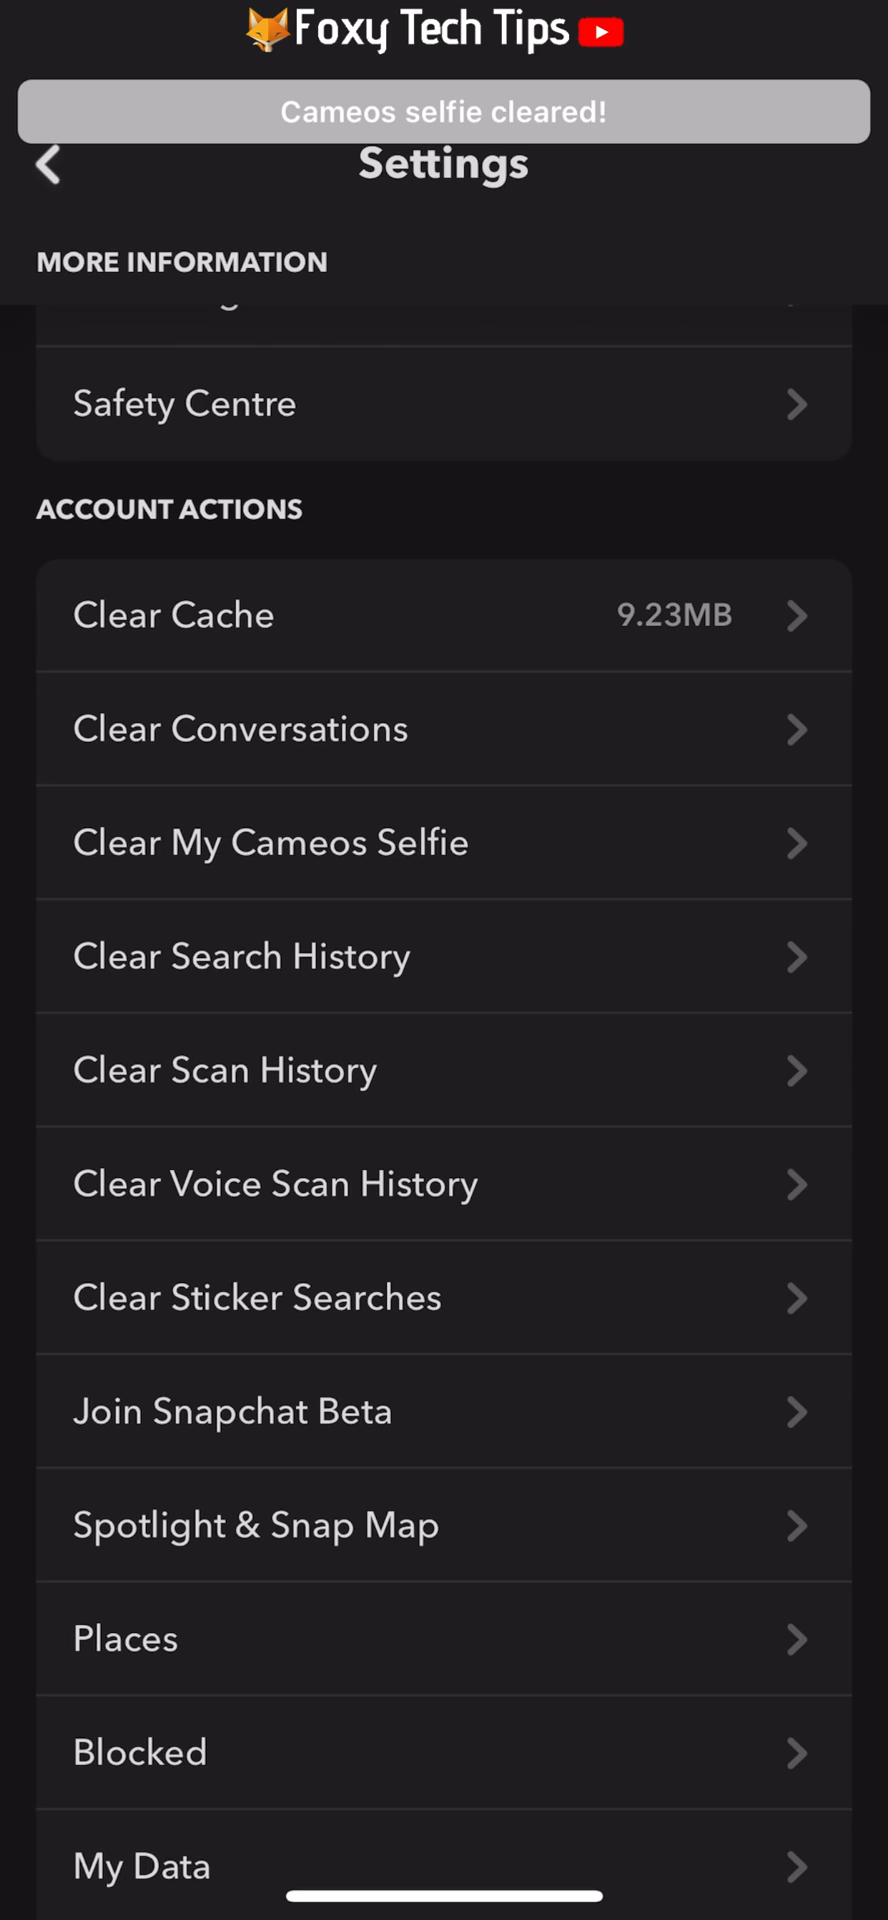 Foxy Tech Tips
Cameos selfie cleared!
Settings
MORE INFORMATION
Safety Centre
ACCOUNT ACTIONS
Clear Cache 9.23MB
Clear Conversations
Clear My Cameos Selfie
Clear Search History
Clear Scan History
Clear Voice Scan History
Clear Sticker Searches
Join Snapchat Beta
Spotlight & Snap Map
Places
Blocked
My Data